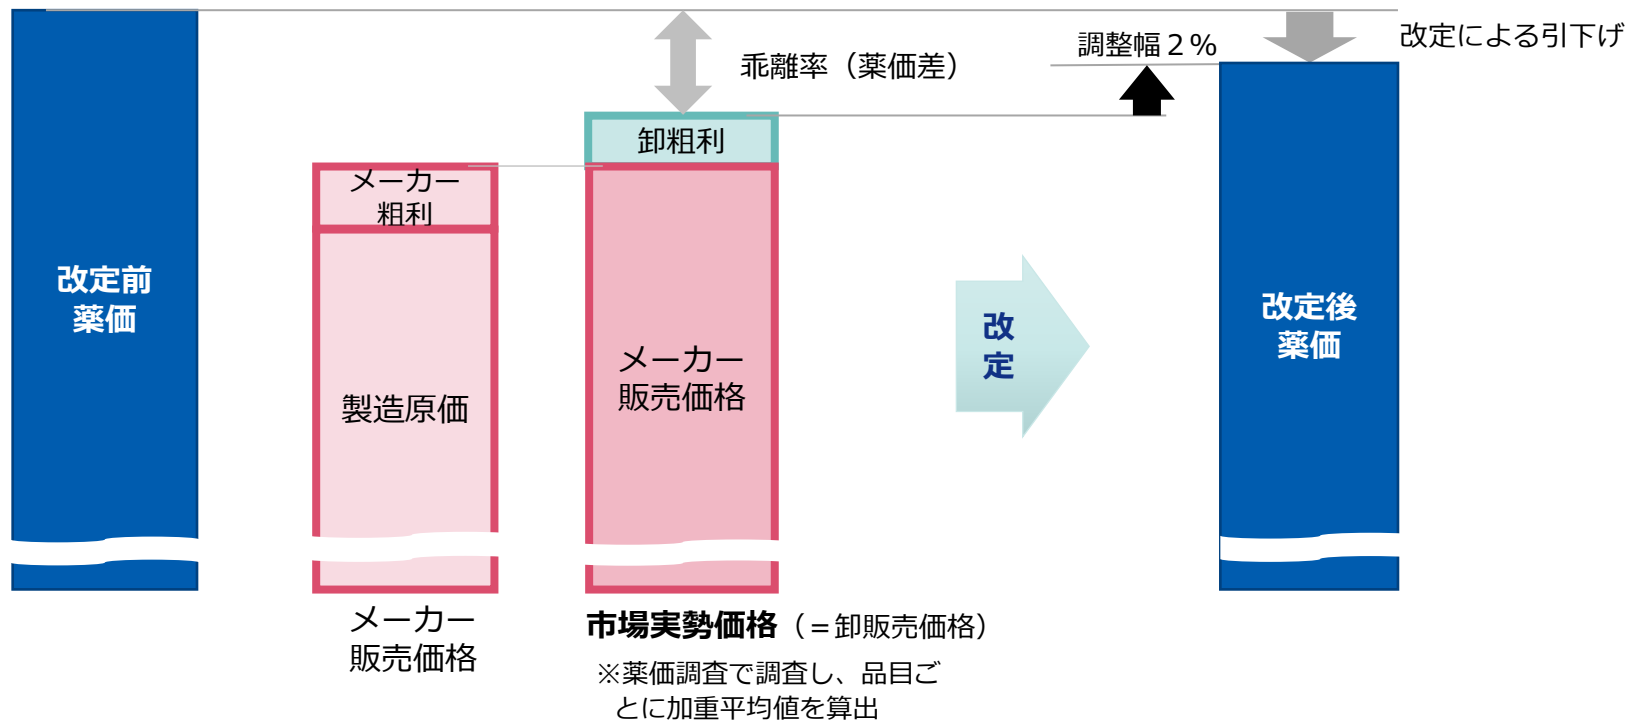 改定前
薬価
メーカー
粗利
製造原価
メーカー
販売価格
乖離率（薬価差）
卸粗利
メーカー
販売価格
市場実勢価格（=卸販売価格）
※薬価調査で調査し、品目ご
とに加重平均値を算出
改
定
調整幅２%
改定による引下げ
改定後
薬価